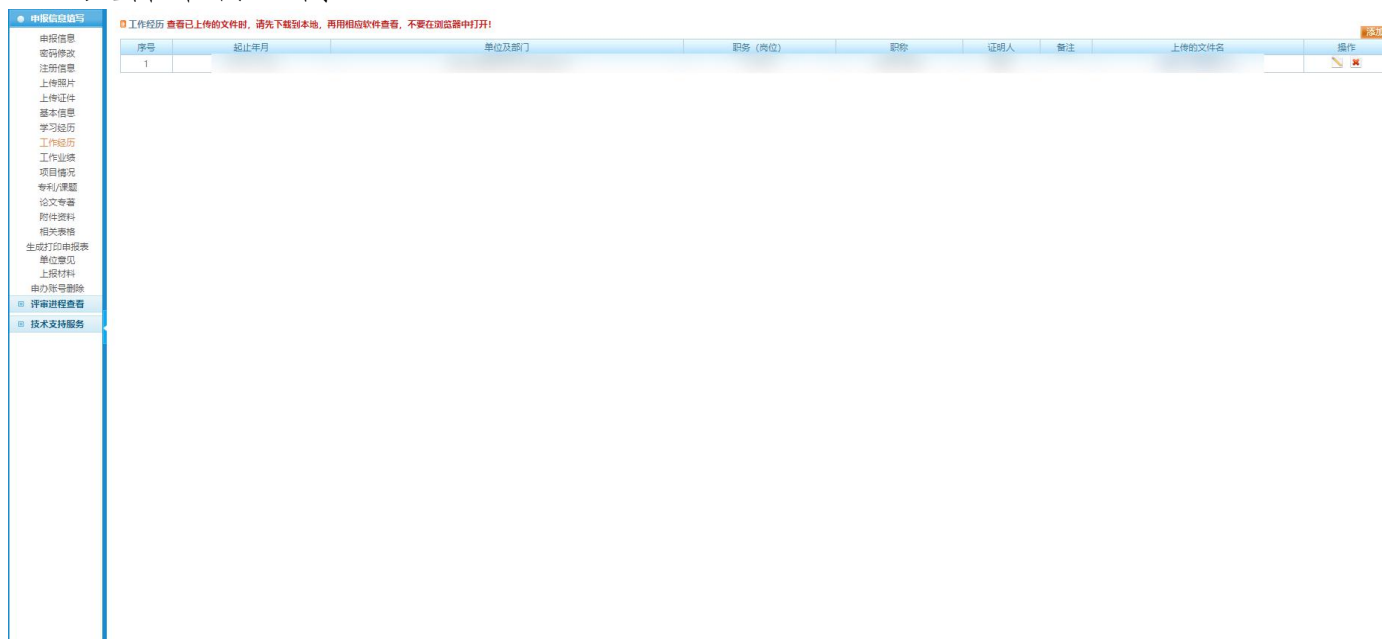 申报信息填写
申报信息
密码修改
注册信息
上传照片
上传证件
基本信息
学习经历
工作经历
工作业绩
项目情况
专利/课题
论文专著
附件资料
相关表格
生成打印申报表
单位意见
上报材料
申办账号删除
评审进程查看
技术支持服务
工作经历 查看已上传的文件时，请先下载到本地，再用相应软件查看，不要在浏览器中打开！
添加
序号 起止年月 单位及部门 职务（岗位） 职称 证明人 备注 上传的文件名 操作
1